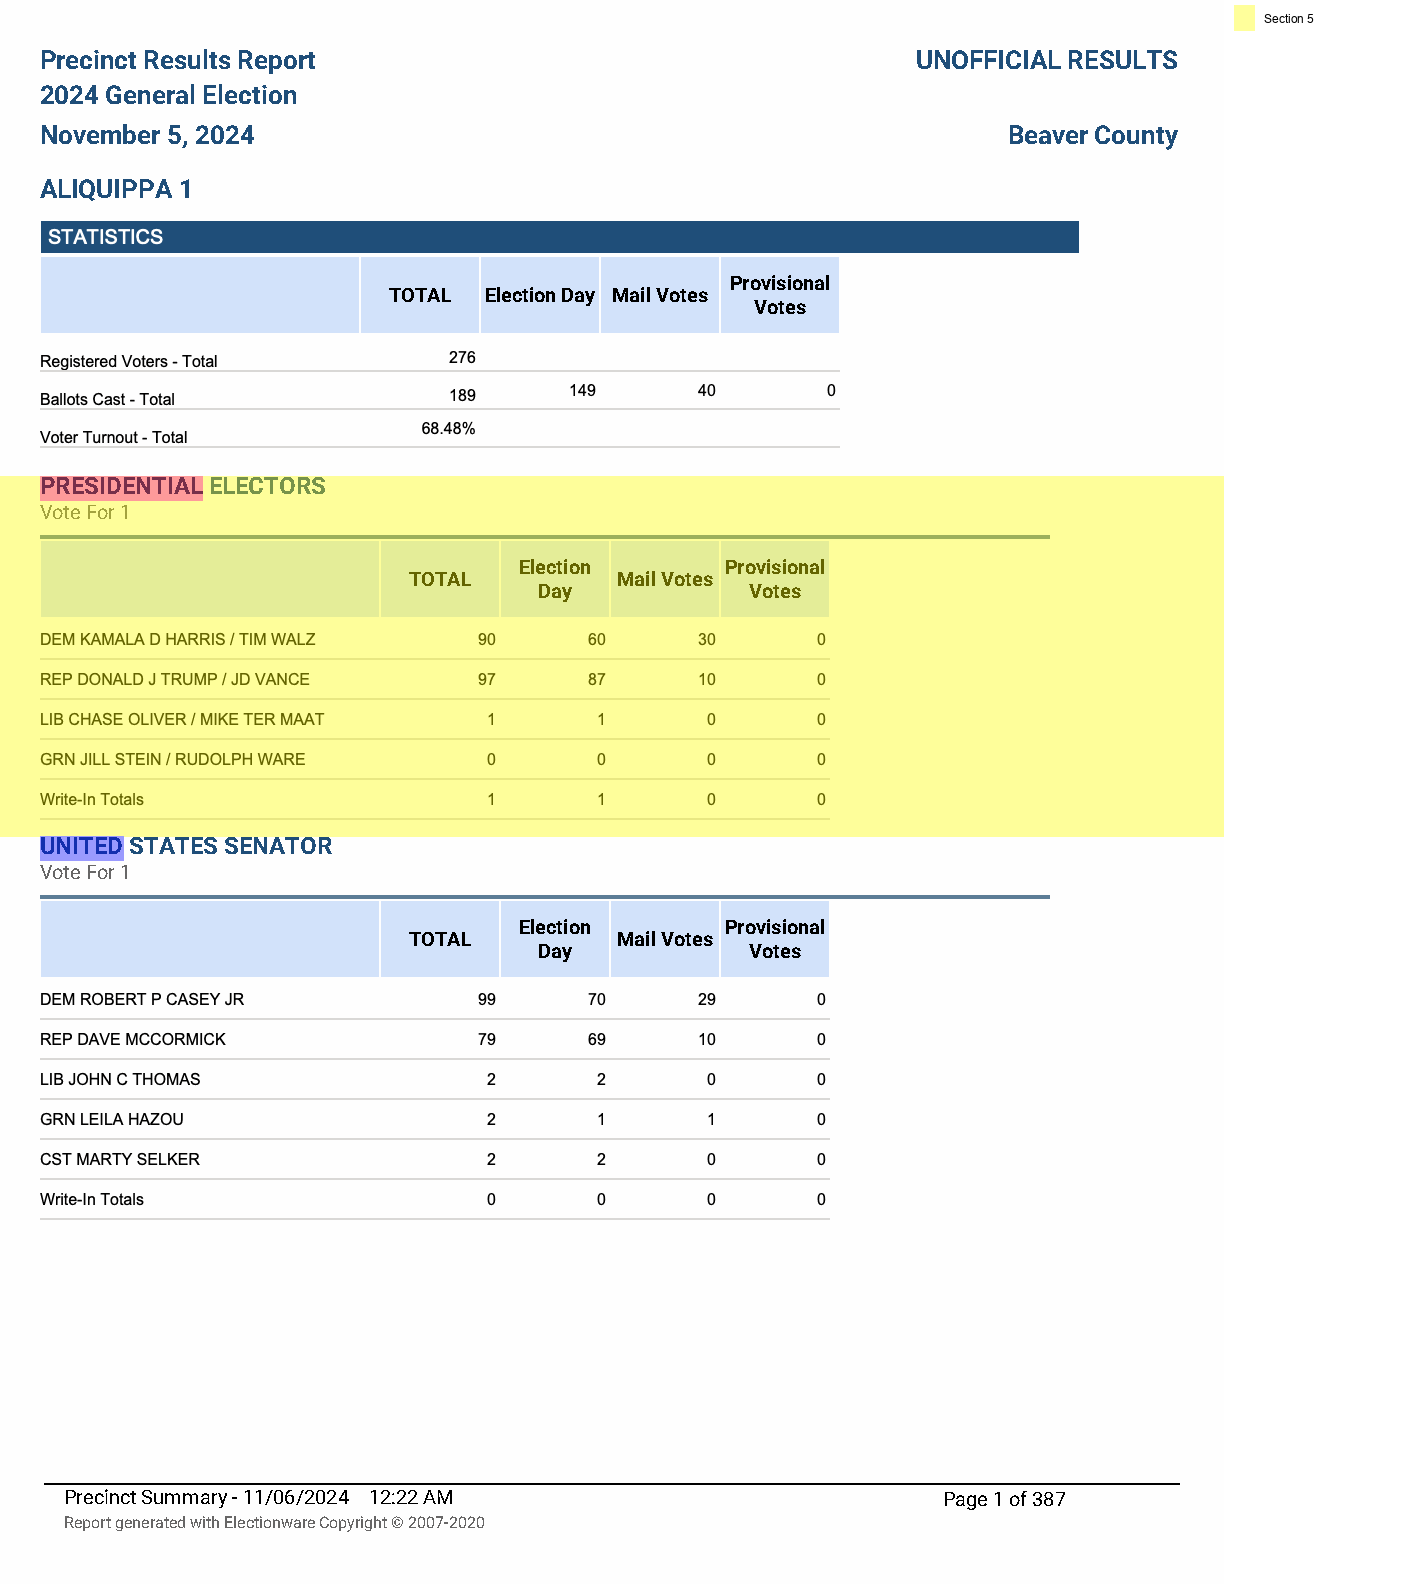 Section 5
Precinct Results Report UNOFFICIAL RESULTS
2024 General Election
November 5, 2024 Beaver County
ALIQUIPPA 1
STATISTICS
TOTAL Election Day Mail Votes Provisional Votes
Registered Voters - Total 276
Ballots Cast - Total 189 149 40 0
Voter Turnout - Total 68.48%
PRESIDENTIAL ELECTORS
Vote For 1
TOTAL Election Day Mail Votes Provisional Votes
DEM KAMALA D HARRIS / TIM WALZ 90 60 30 0
REP DONALD J TRUMP / JD VANCE 97 87 10 0
LIB CHASE OLIVER / MIKE TER MAAT 1 1 0 0
GRN JILL STEIN / RUDOLPH WARE 0 0 0 0
Write-In Totals 1 1 0 0
UNITED STATES SENATOR
Vote For 1
TOTAL Election Day Mail Votes Provisional Votes
DEM ROBERT P CASEY JR 99 70 29 0
REP DAVE MCCORMICK 79 69 10 0
LIB JOHN C THOMAS 2 2 0 0
GRN LEILA HAZOU 2 1 1 0
CST MARTY SELKER 2 2 0 0
Write-In Totals 0 0 0 0
Precinct Summary - 11/06/2024 12:22 AM Page 1 of 387
Report generated with Electionware Copyright © 2007-2020